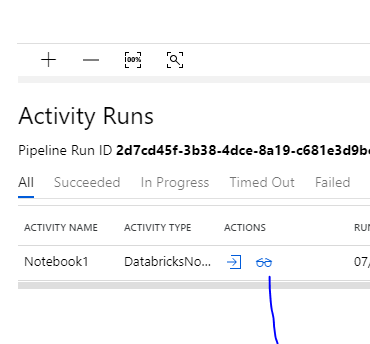 100%
Activity Runs
Pipeline Run ID 2d7cd45f-3b38-4dce-8a19-c681e3d9b
All Succeeded In Progress Timed Out Failed
ACTIVITY NAME ACTIVITY TYPE ACTIONS RU
Notebook1 DatabricksNo... 07/